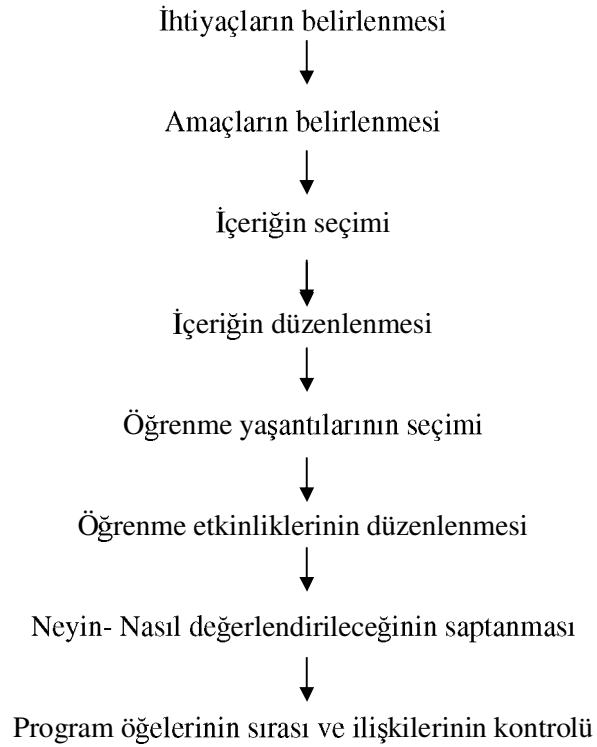 İhtiyaçların belirlenmesi
Amaçların belirlenmesi
İçeriğin seçimi
İçeriğin düzenlenmesi
Öğrenme yaşantılarının seçimi
Öğrenme etkinliklerinin düzenlenmesi
Neyin- Nasıl değerlendirileceğinin saptanması
Program öğelerinin sırası ve ilişkilerinin kontrolü